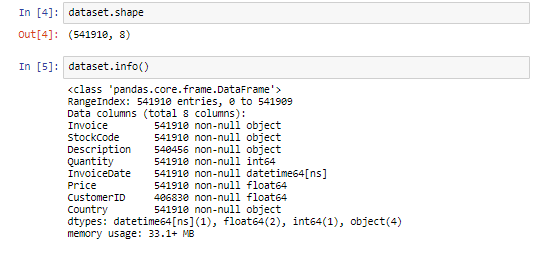 In [4]: dataset.shape
Out[4]: (541910, 8)
In [5]: dataset.info()
<class 'pandas.core.frame.DataFrame'>
RangeIndex: 541910 entries, 0 to 541909
Data columns (total 8 columns):
Invoice        541910 non-null object
StockCode      541910 non-null object
Description    540456 non-null object
Quantity       541910 non-null int64
InvoiceDate    541910 non-null datetime64[ns]
Price          541910 non-null float64
CustomerID     406830 non-null float64
Country        541910 non-null object
dtypes: datetime64[ns](1), float64(2), int64(1), object(4)
memory usage: 33.1+ MB